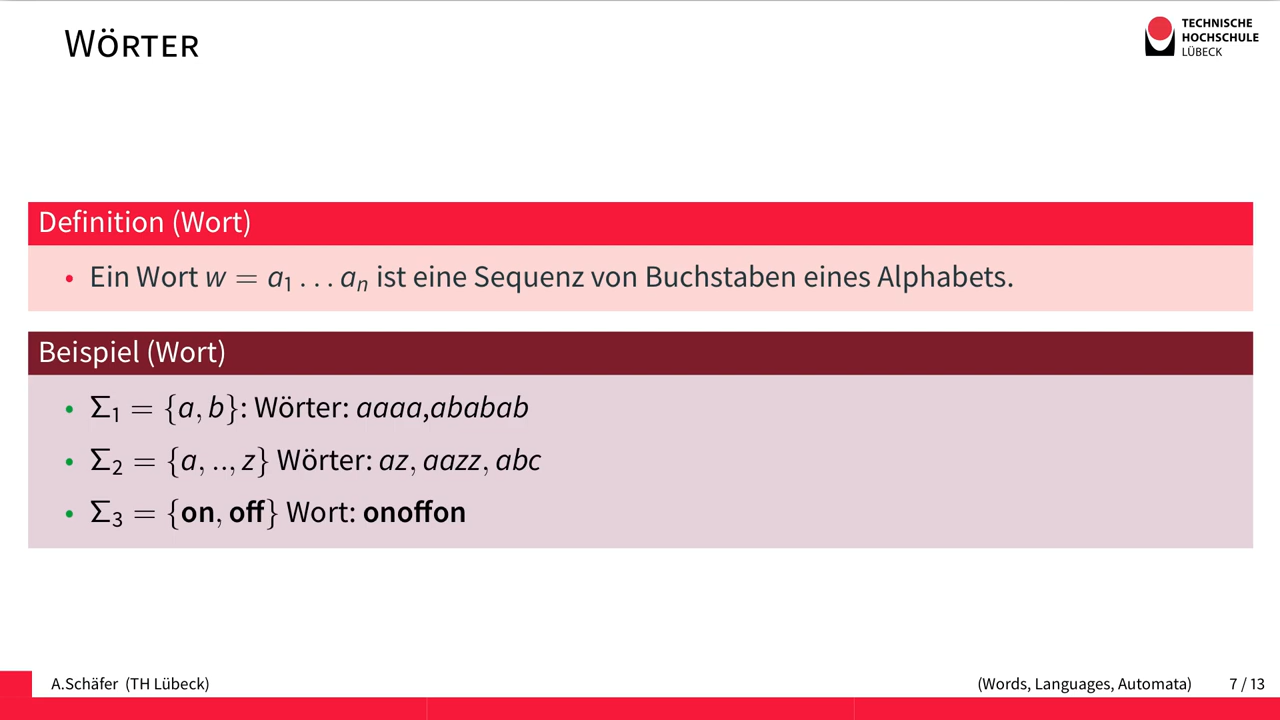 Wörter
TECHNISCHE
HOCHSCHULE
LÜBECK
Definition (Wort)
• Ein Wort w = a₁ … aₙ ist eine Sequenz von Buchstaben eines Alphabets.
Beispiel (Wort)
• Σ₁ = {a, b}: Wörter: aaaa,ababab
• Σ₂ = {a, .., z} Wörter: az, aazz, abc
• Σ₃ = {on, off} Wort: onoffon
A.Schäfer (TH Lübeck) (Words, Languages, Automata) 7 / 13